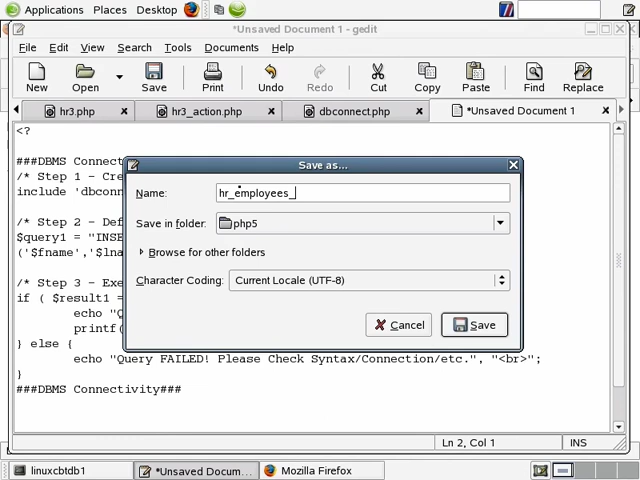 Applications Places Desktop
*Unsaved Document 1 - gedit
File Edit View Search Tools Documents Help
New Open Save Print Undo Redo Cut Copy Paste Find Replace
hr3.php hr3_action.php dbconnect.php *Unsaved Document 1
<?
###DBMS Connect
/* Step 1 - Cre
include 'dbconn
/* Step 2 - Def
$query1 = "INSE
('$fname','$lna
/* Step 3 - Exe
if ( $result1 =
echo "Q
printf(
} else {
echo "Query FAILED! Please Check Syntax/Connection/etc.", "<br>";
}
###DBMS Connectivity###
Save as...
Name: hr_employees_
Save in folder: php5
Browse for other folders
Character Coding: Current Locale (UTF-8)
Cancel Save
Ln 2, Col 1 INS
linuxcbtdb1 *Unsaved Docum... Mozilla Firefox